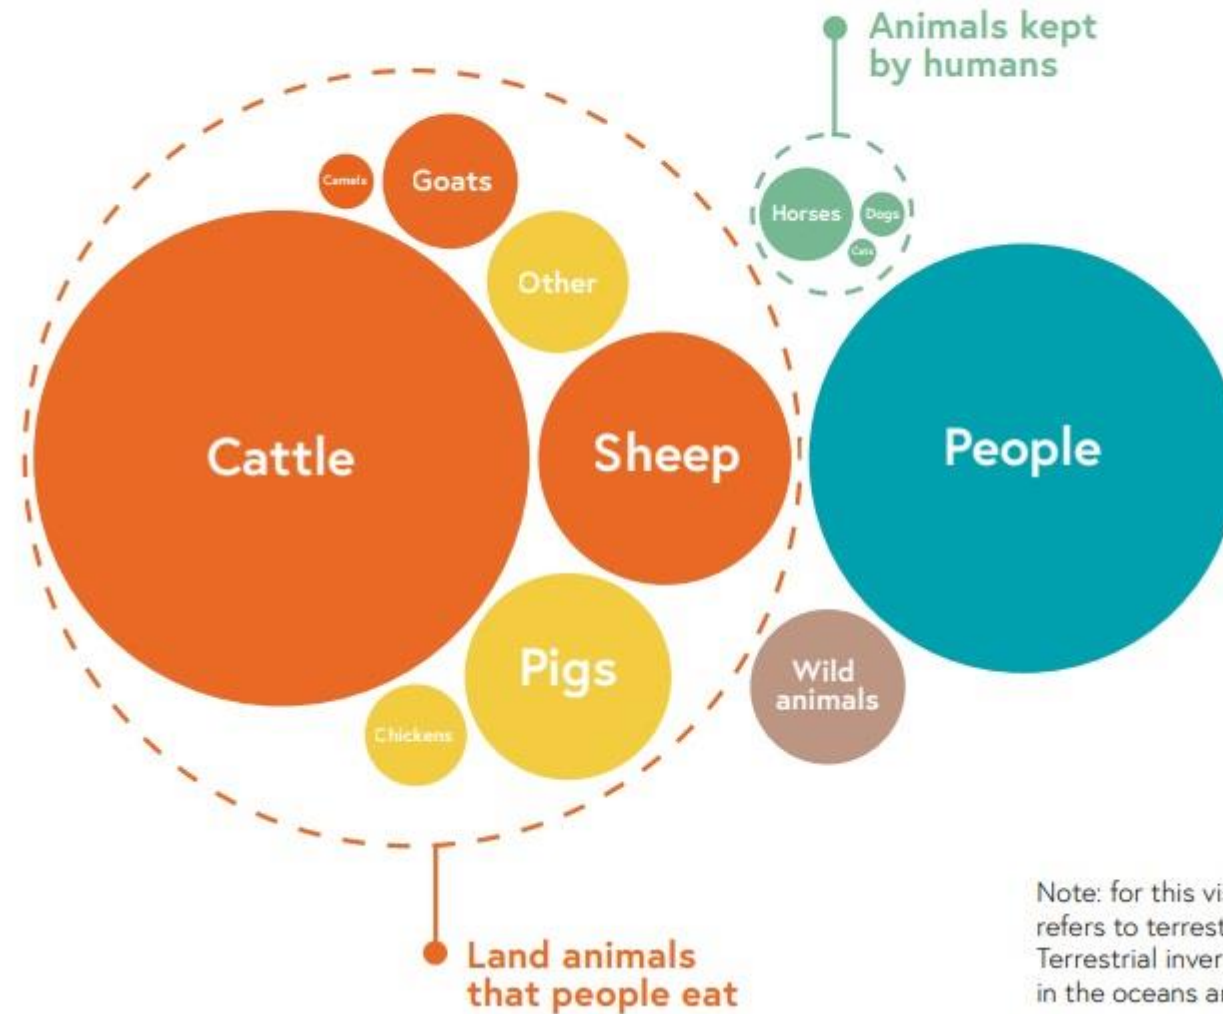 Animals kept
by humans
Camels
Goats
Horses
Dogs
Cats
Other
Cattle
Sheep
People
Pigs
Wild
animals
Chickens
Land animals
that people eat
Note: for this vi
refers to terrest
Terrestrial inver
in the oceans a